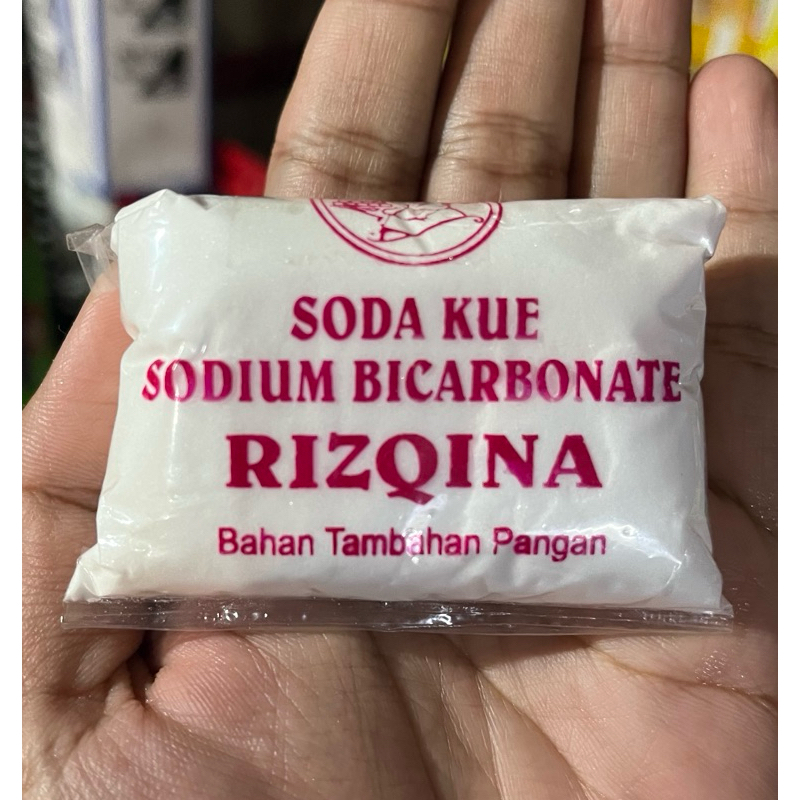 SODA KUE
SODIUM BICARBONATE
RIZQINA
Bahan Tambahan Pangan